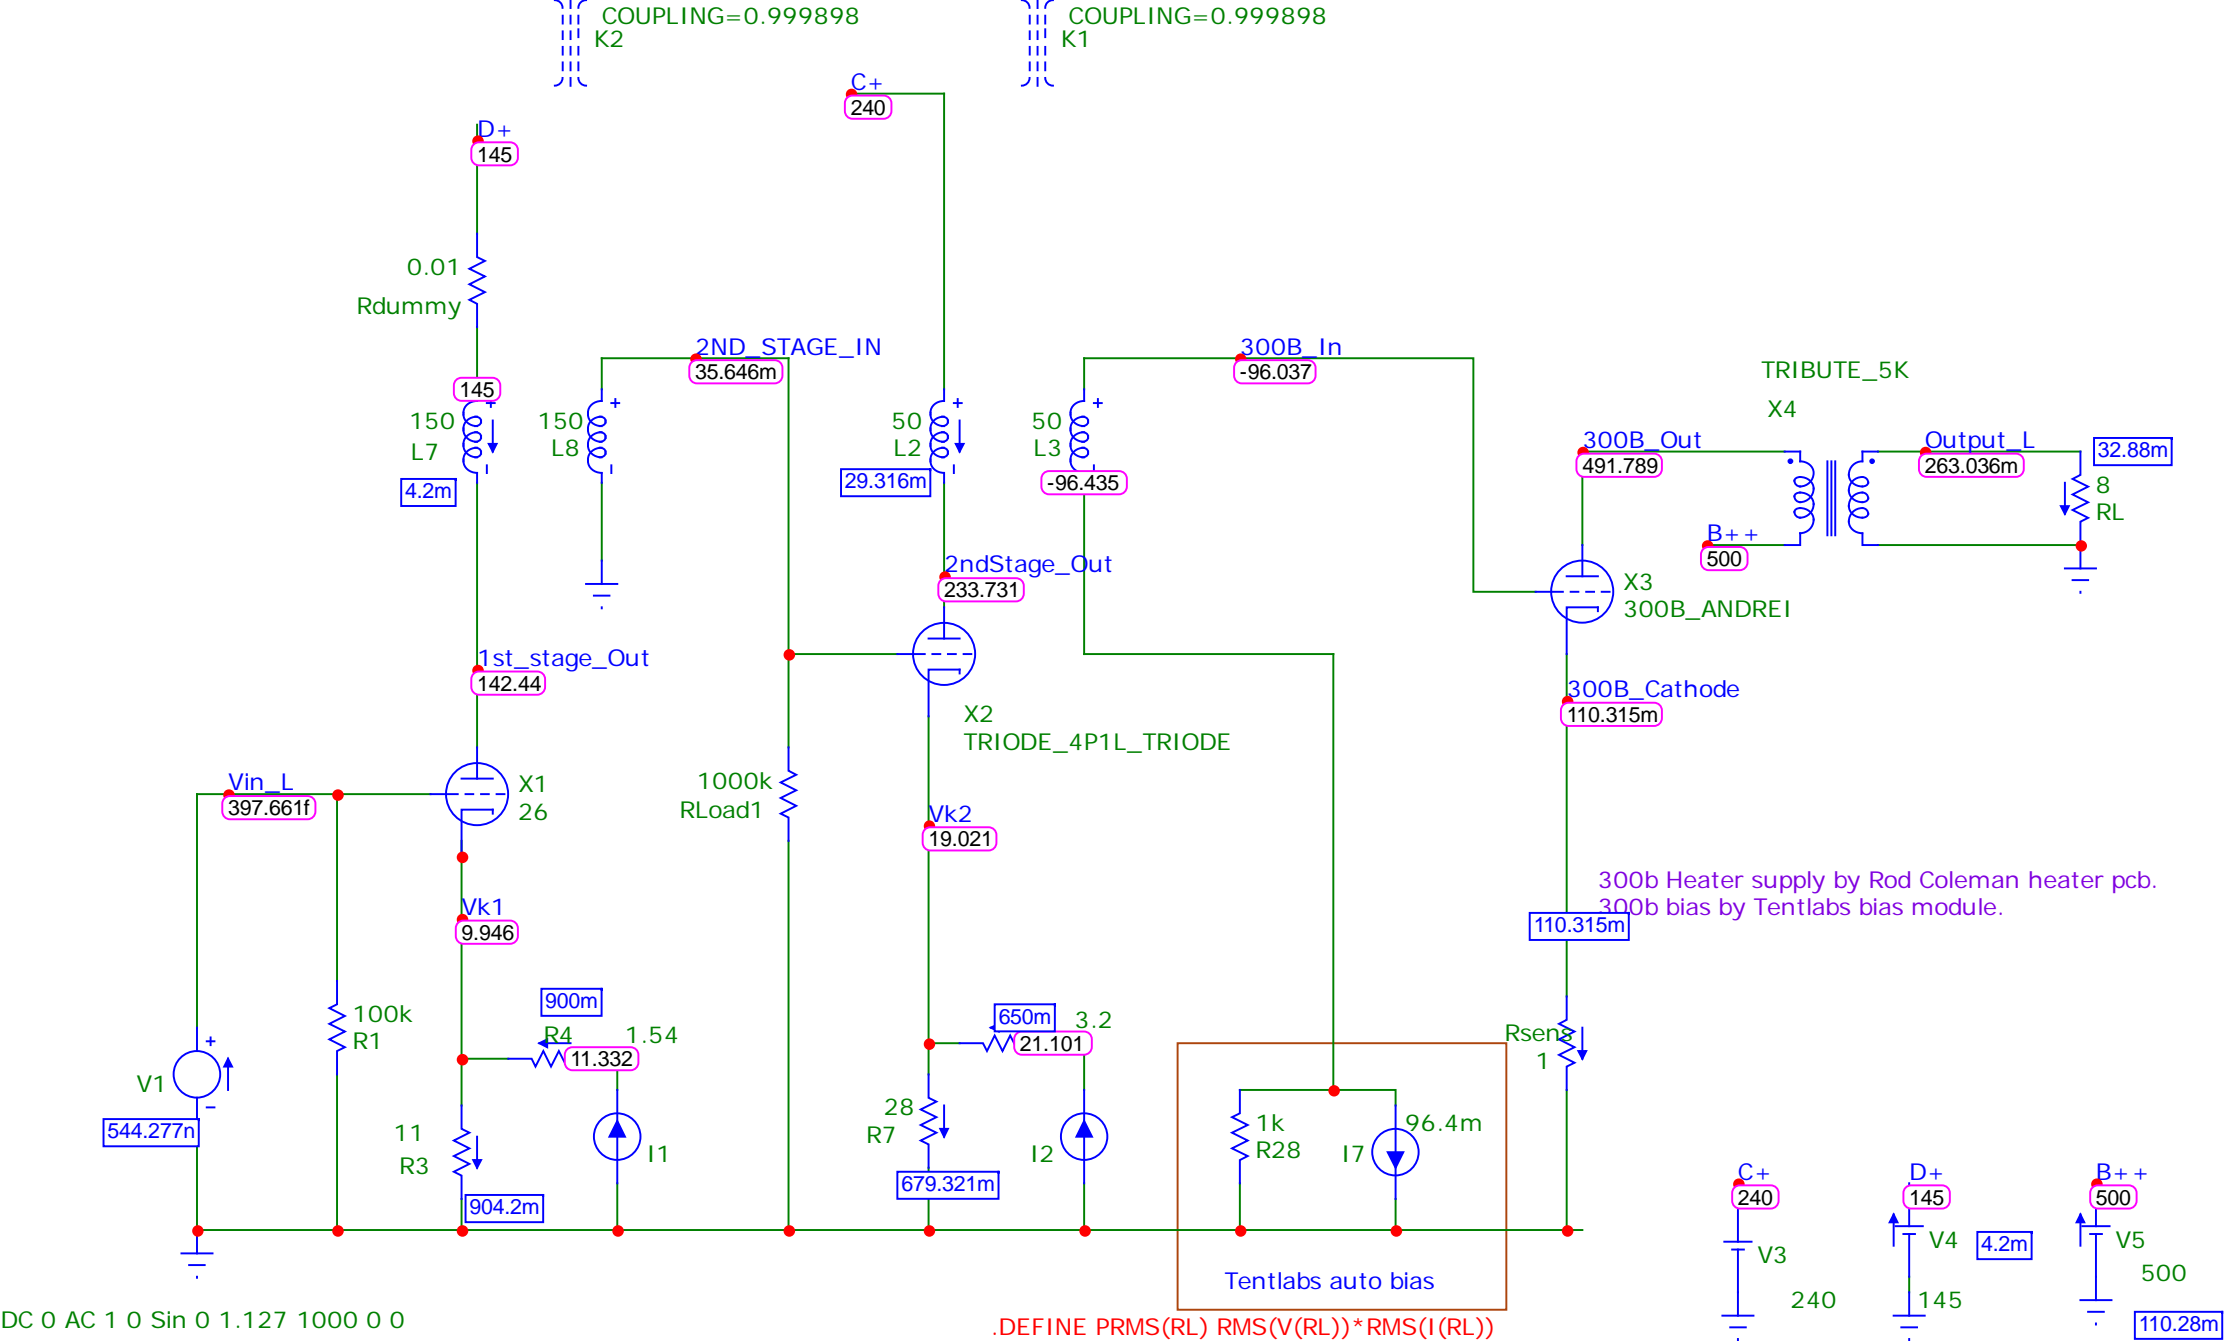 COUPLING=0.999898
K2
COUPLING=0.999898
K1
C+
240
D+
145
0.01
Rdummy
2ND_STAGE_IN
35.646m
300B_In
-96.037
TRIBUTE_5K
X4
145
150
L7
4.2m
150
L8
50
L2
29.316m
50
L3
-96.435
300B_Out
491.789
Output_L
263.036m
32.88m
8
RL
B++
500
2ndStage_Out
233.731
X3
300B_ANDREI
1st_stage_Out
142.44
300B_Cathode
110.315m
X2
TRIODE_4P1L_TRIODE
Vin_L
397.661f
X1
26
1000k
RLoad1
Vk2
19.021
300b Heater supply by Rod Coleman heater pcb.
300b bias by Tentlabs bias module.
110.315m
Vk1
9.946
900m
R4
1.54
11.332
650m
3.2
21.101
100k
R1
Rsens
1
V1
544.277n
11
R3
904.2m
I1
28
R7
679.321m
I2
1k
R28
96.4m
I7
C+
240
V3
240
D+
145
V4
4.2m
145
B++
500
V5
500
110.28m
Tentlabs auto bias
DC 0 AC 1 0 Sin 0 1.127 1000 0 0
.DEFINE PRMS(RL) RMS(V(RL))*RMS(I(RL))
+
-
+
-
+
-
+
-
+
-